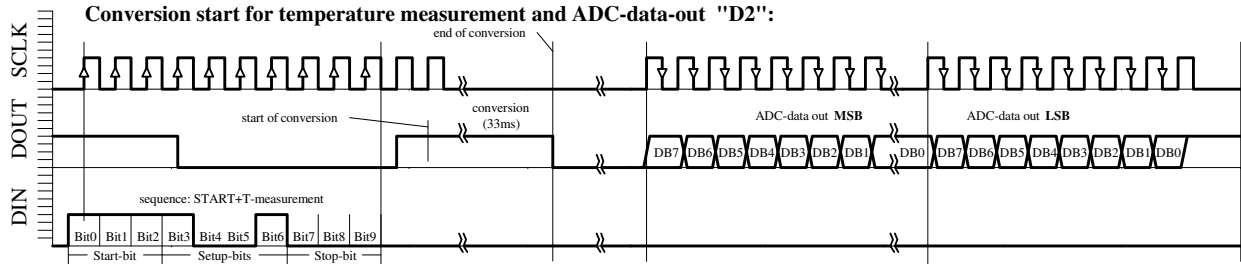 Conversion start for temperature measurement and ADC-data-out "D2":
end of conversion
SCLK
start of conversion
conversion
(33ms)
ADC-data out MSB
ADC-data out LSB
DOUT
DB7 DB6 DB5 DB4 DB3 DB2 DB1 DB0 DB7 DB6 DB5 DB4 DB3 DB2 DB1 DB0
sequence: START+T-measurement
DIN
Bit0 Bit1 Bit2 Bit3 Bit4 Bit5 Bit6 Bit7 Bit8 Bit9
Start-bit Setup-bits Stop-bit